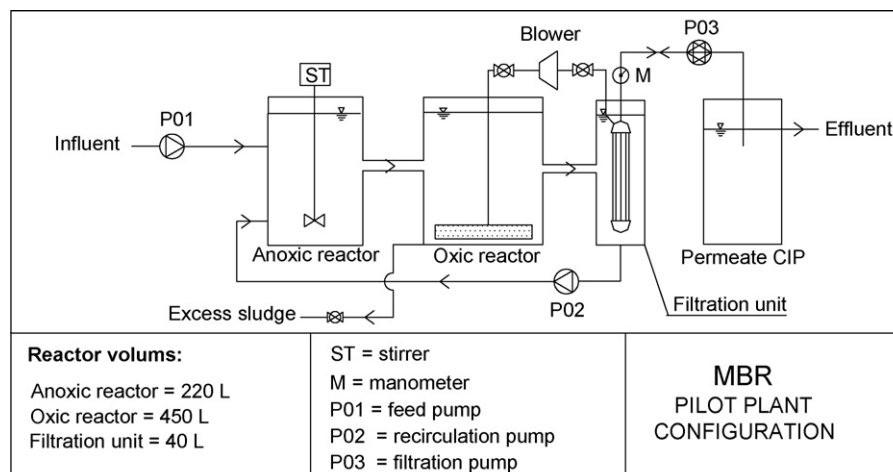 Blower
P03
ST
M
P01
Influent
Effluent
Anoxic reactor
Oxic reactor
Permeate CIP
P02
Filtration unit
Excess sludge
Reactor volums:
Anoxic reactor = 220 L
Oxic reactor = 450 L
Filtration unit = 40 L
ST = stirrer
M = manometer
P01 = feed pump
P02 = recirculation pump
P03 = filtration pump
MBR
PILOT PLANT
CONFIGURATION